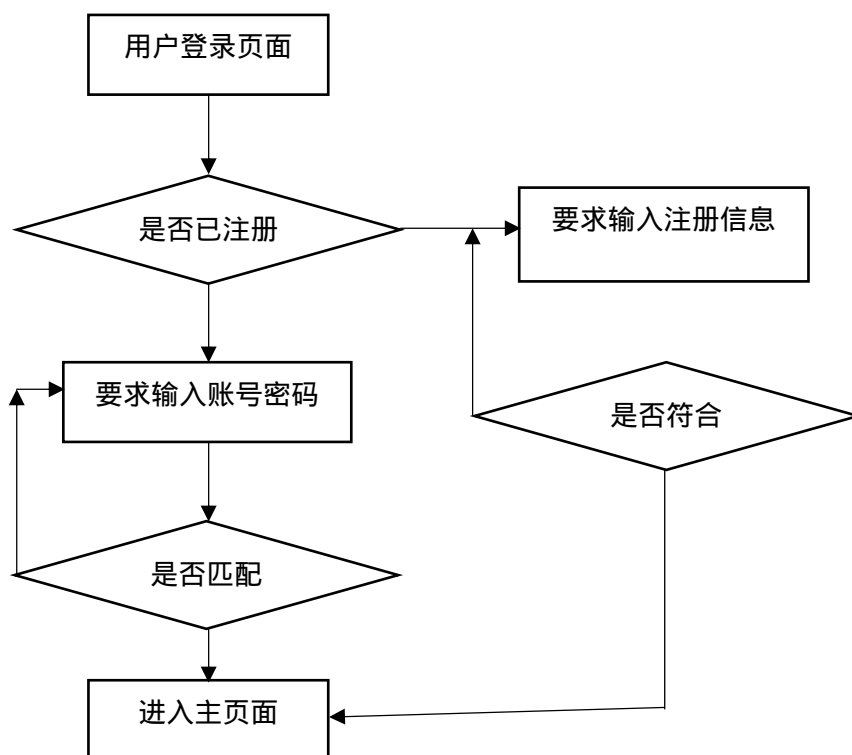 用户登录页面
是否已注册
要求输入注册信息
要求输入账号密码
是否符合
是否匹配
进入主页面